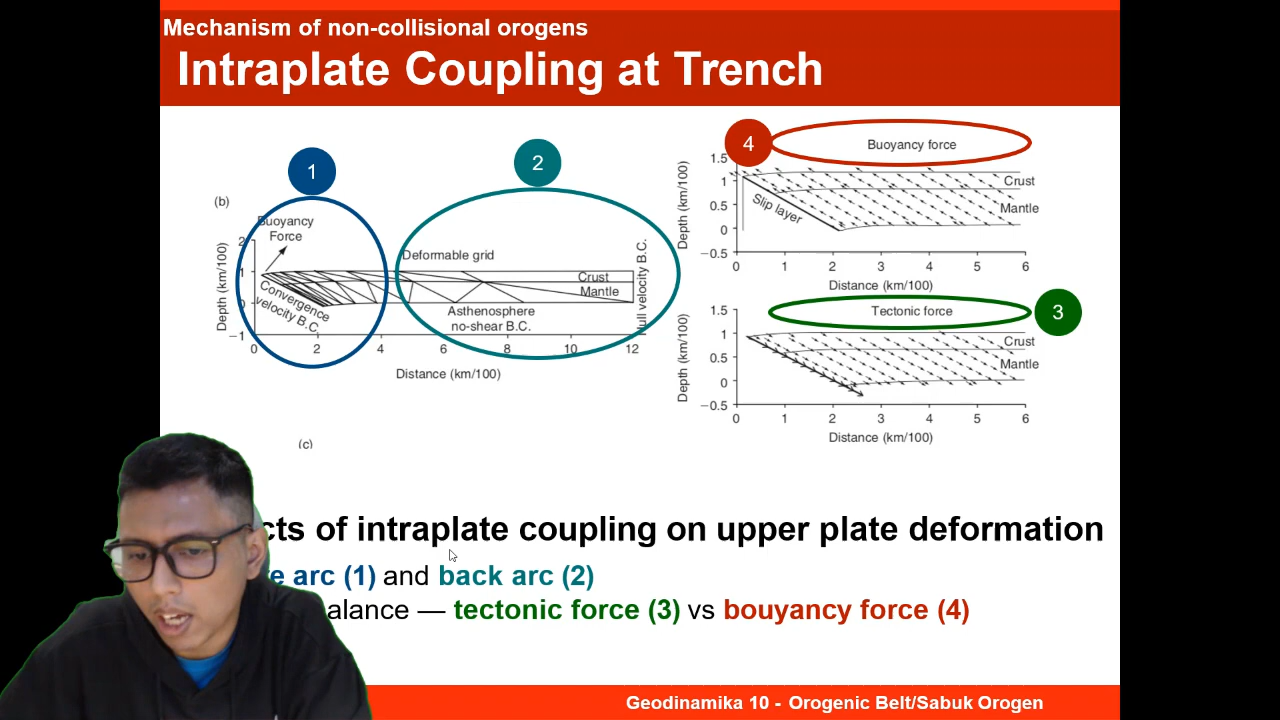 Mechanism of non-collisional orogens
Intraplate Coupling at Trench
1
2
(b)
Buoyancy
Force
Deformable grid
Crust
Mantle
Convergence
velocity B.C.
Asthenosphere
no-shear B.C.
Null velocity B.C.
Depth (km/100)
2
1
0
−1
0 2 4 6 8 10 12
Distance (km/100)
(c)
4
Buoyancy force
1.5
1
0.5
0
−0.5
Depth (km/100)
Slip layer
Crust
Mantle
0 1 2 3 4 5 6
Distance (km/100)
Tectonic force
3
1.5
1
0.5
0
−0.5
Depth (km/100)
Crust
Mantle
0 1 2 3 4 5 6
Distance (km/100)
cts of intraplate coupling on upper plate deformation
e arc (1) and back arc (2)
alance — tectonic force (3) vs bouyancy force (4)
Geodinamika 10 - Orogenic Belt/Sabuk Orogen